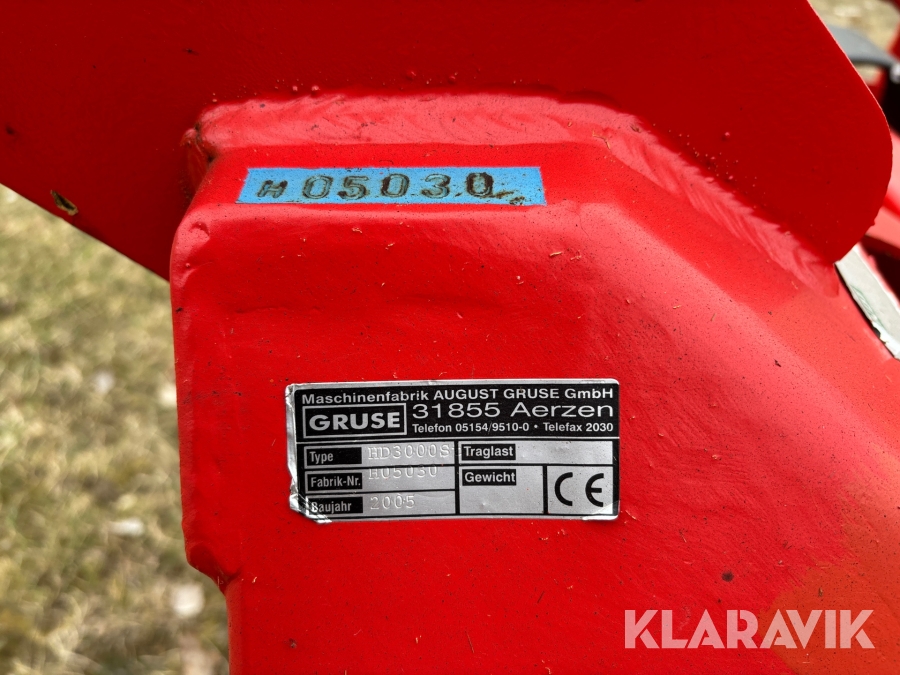 H05030
Maschinenfabrik AUGUST GRUSE GmbH
GRUSE 31855 Aerzen
Telefon 05154/9510-0 • Telefax 2030
Type HD3000S Traglast
Fabrik-Nr. H05030 Gewicht
Baujahr 2005 CE
KLARAVIK